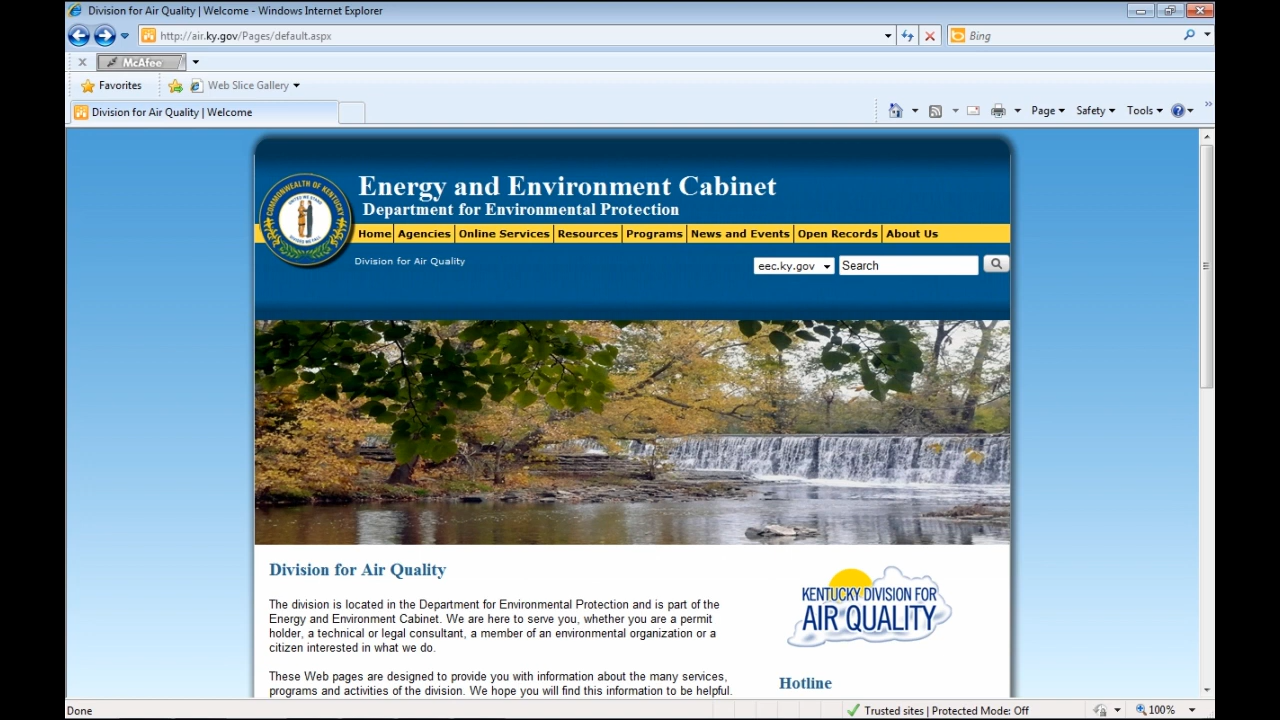 Division for Air Quality | Welcome - Windows Internet Explorer
http://air.ky.gov/Pages/default.aspx
Bing
McAfee
Favorites
Web Slice Gallery
Division for Air Quality | Welcome
Page
Safety
Tools
COMMONWEALTH OF KENTUCKY
Energy and Environment Cabinet
Department for Environmental Protection
Home | Agencies | Online Services | Resources | Programs | News and Events | Open Records | About Us
Division for Air Quality
eec.ky.gov
Search
Division for Air Quality
The division is located in the Department for Environmental Protection and is part of the
Energy and Environment Cabinet. We are here to serve you, whether you are a permit
holder, a technical or legal consultant, a member of an environmental organization or a
citizen interested in what we do.
These Web pages are designed to provide you with information about the many services,
programs and activities of the division. We hope you will find this information to be helpful.
KENTUCKY DIVISION FOR
AIR QUALITY
Hotline
Done
Trusted sites | Protected Mode: Off
100%